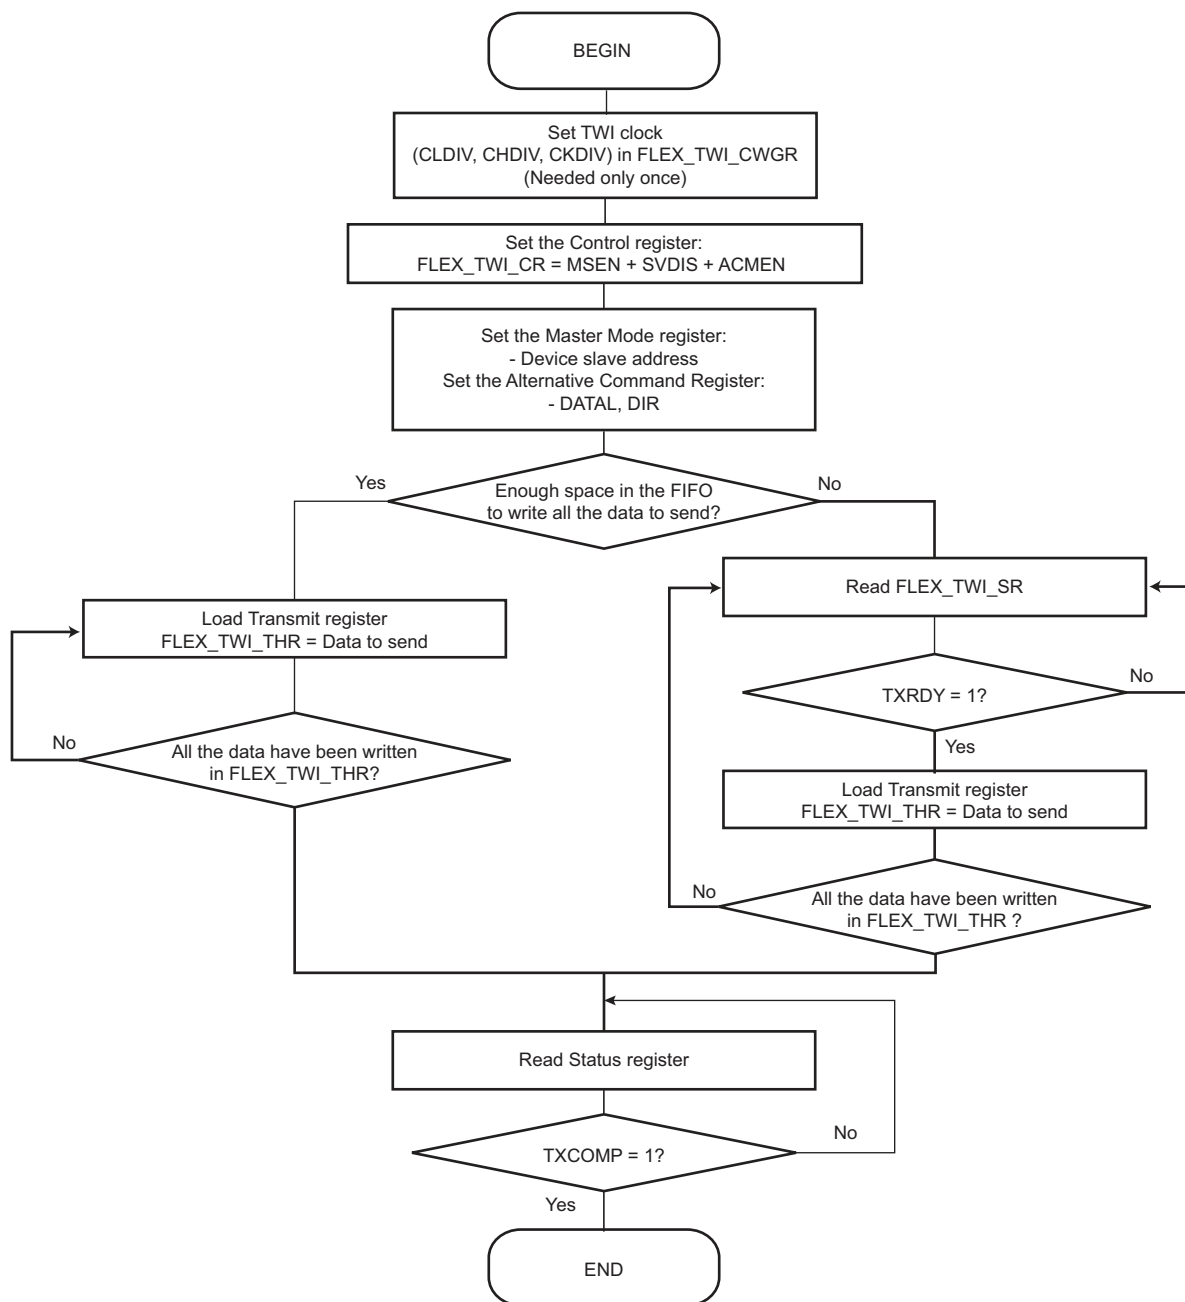 BEGIN
Set TWI clock
(CLDIV, CHDIV, CKDIV) in FLEX_TWI_CWGR
(Needed only once)
Set the Control register:
FLEX_TWI_CR = MSEN + SVDIS + ACMEN
Set the Master Mode register:
- Device slave address
Set the Alternative Command Register:
- DATAL, DIR
Yes
Enough space in the FIFO
to write all the data to send?
No
Load Transmit register
FLEX_TWI_THR = Data to send
No
All the data have been written
in FLEX_TWI_THR?
Read FLEX_TWI_SR
TXRDY = 1?
No
Yes
Load Transmit register
FLEX_TWI_THR = Data to send
No
All the data have been written
in FLEX_TWI_THR ?
Read Status register
TXCOMP = 1?
No
Yes
END